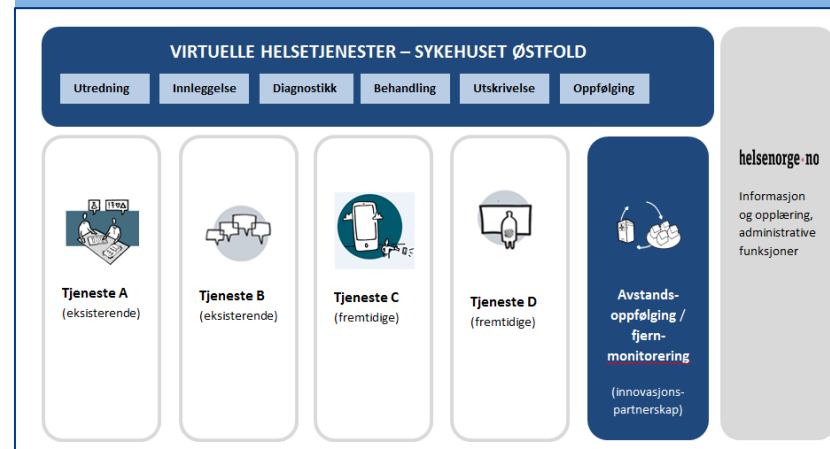 VIRTUELLE HELSETJENESTER – SYKEHUSET ØSTFOLD
Utredning
Innleggelse
Diagnostikk
Behandling
Utskrivelse
Oppfølging
Tjeneste A
(eksisterende)
Tjeneste B
(eksisterende)
Tjeneste C
(fremtidige)
Tjeneste D
(fremtidige)
Avstands-
oppfølging /
fjern-
monitorering
(innovasjons-
partnerskap)
helsenorge·no
Informasjon
og opplæring,
administrative
funksjoner